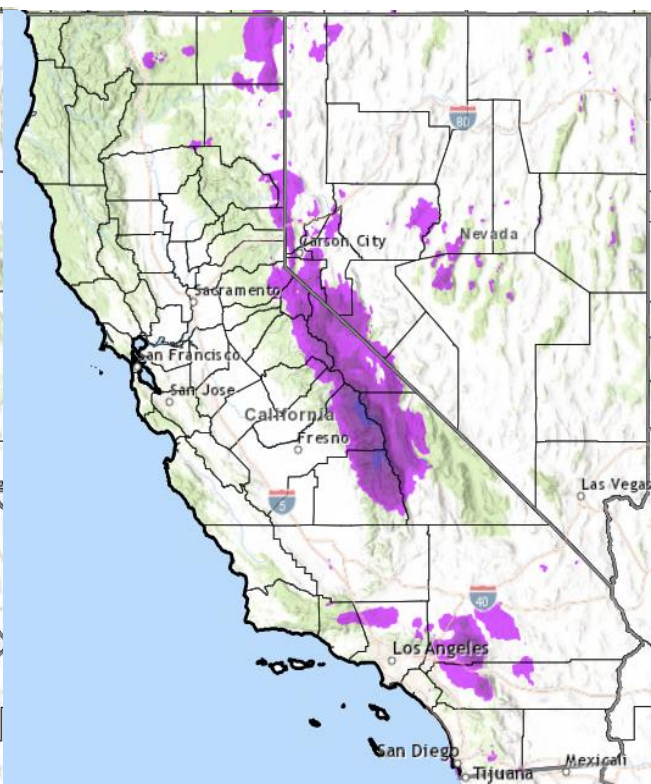 80
Nevada
Carson City
Sacramento
San Francisco
San Jose
California
Fresno
5
Las Vegas
40
Los Angeles
San Diego
Tijuana
Mexicali